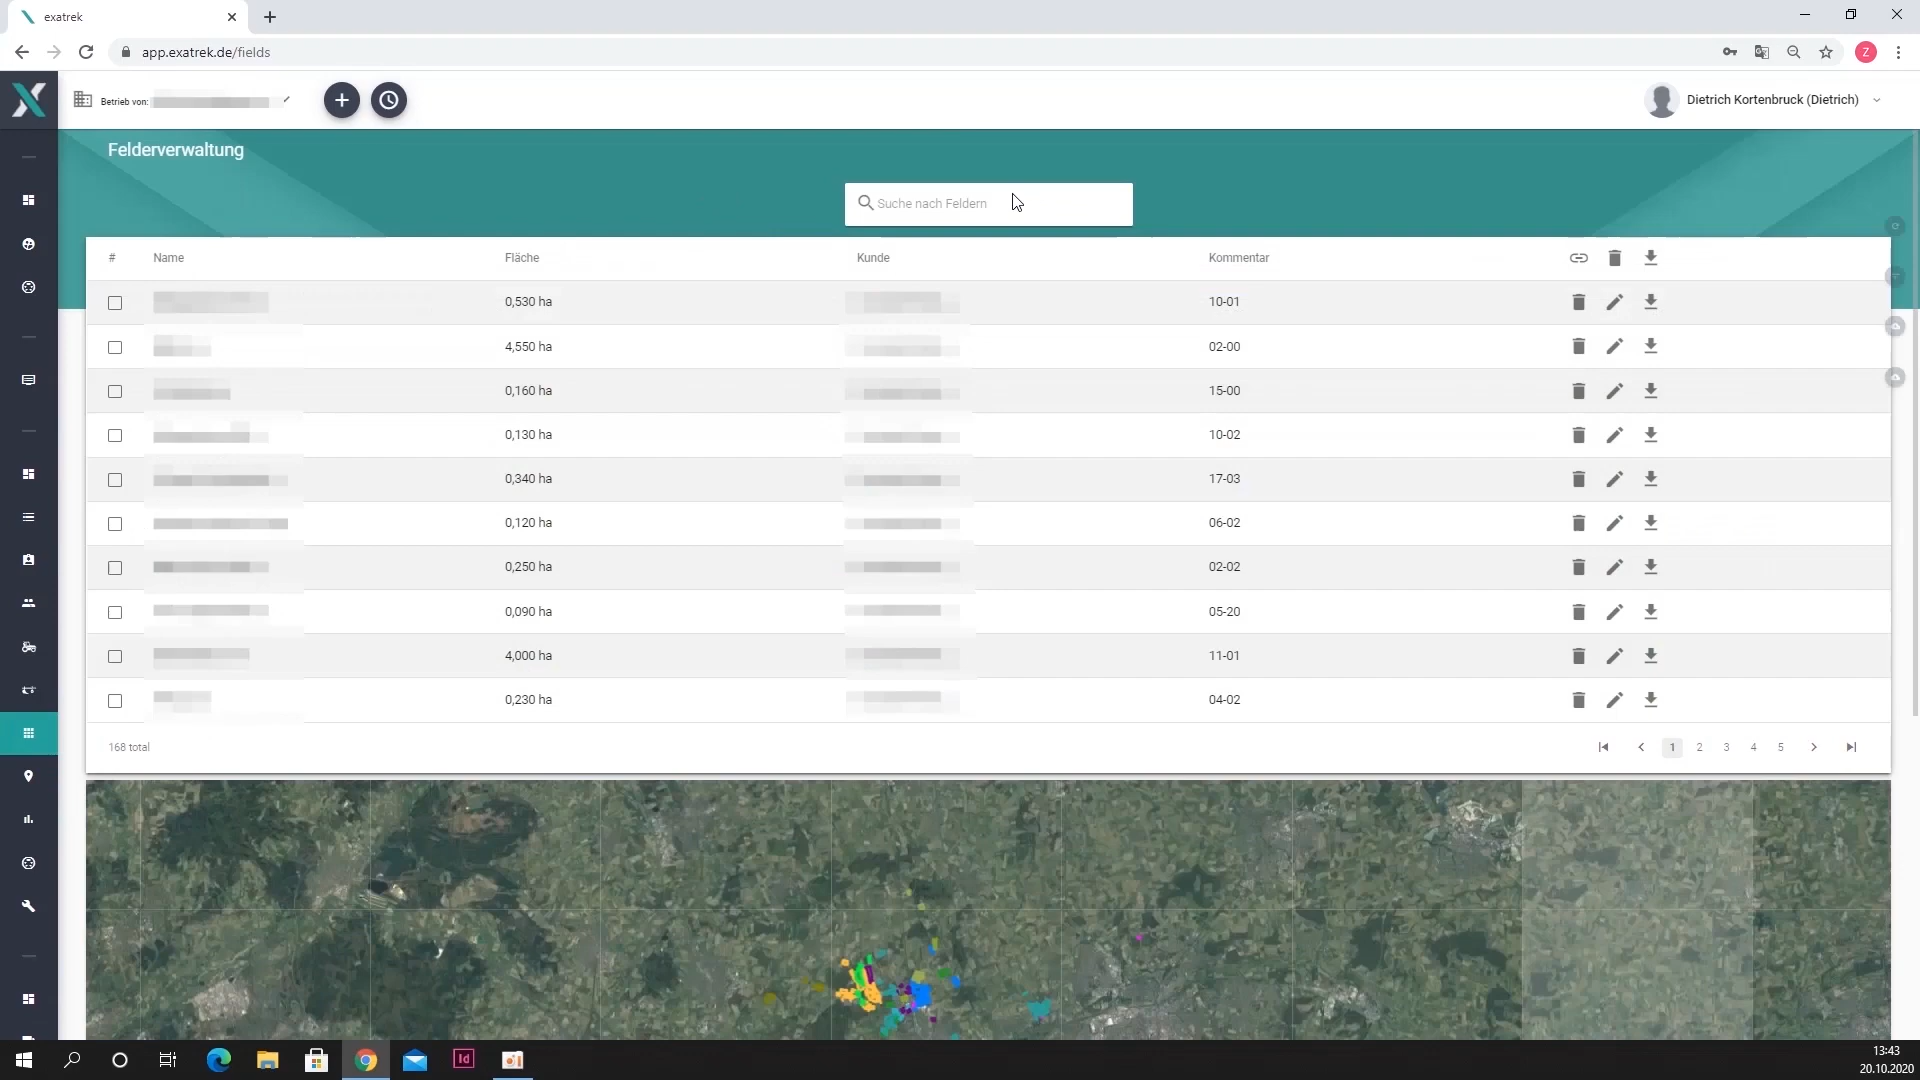 exatrek
app.exatrek.de/fields
Z
Betrieb von:
Dietrich Kortenbruck (Dietrich)
Felderverwaltung
Suche nach Feldern
# Name Fläche Kunde Kommentar
0,530 ha 10-01
4,550 ha 02-00
0,160 ha 15-00
0,130 ha 10-02
0,340 ha 17-03
0,120 ha 06-02
0,250 ha 02-02
0,090 ha 05-20
4,000 ha 11-01
0,230 ha 04-02
168 total 1 2 3 4 5
Id
13:43
20.10.2020